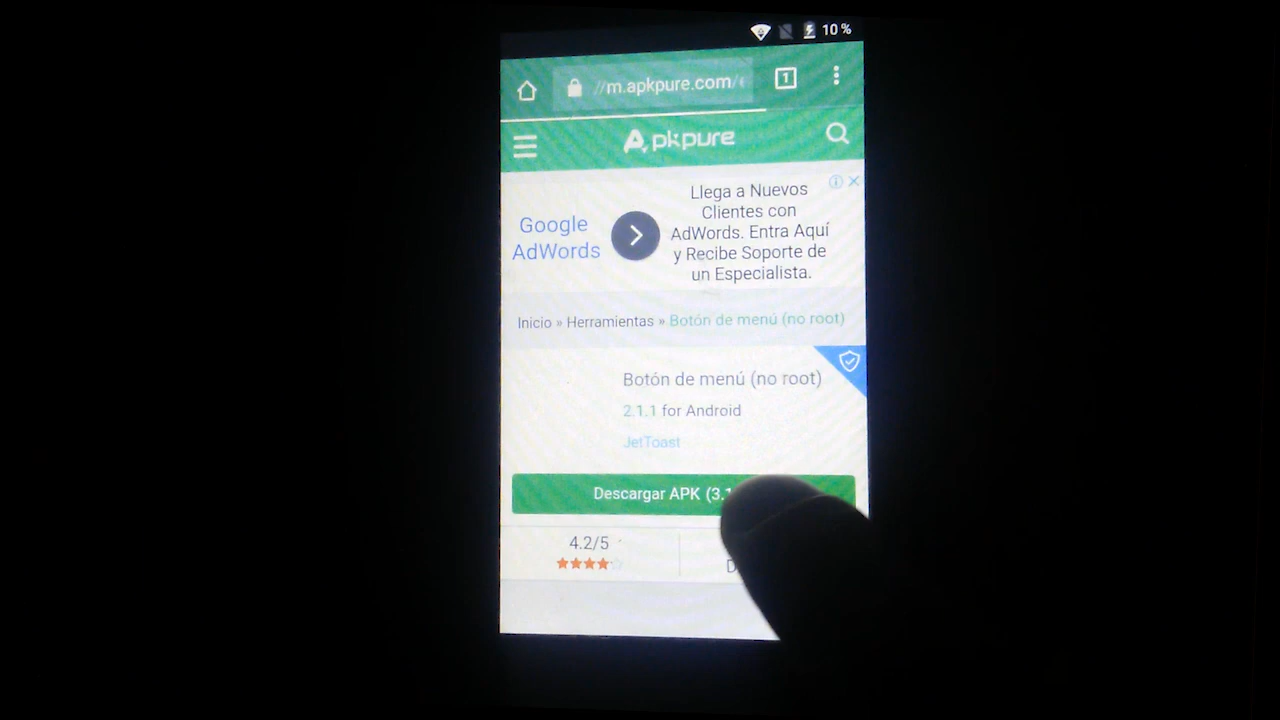 10 %
//m.apkpure.com/
1
Apkpure
Google
AdWords
Llega a Nuevos
Clientes con
AdWords. Entra Aquí
y Recibe Soporte de
un Especialista.
Inicio » Herramientas » Botón de menú (no root)
Botón de menú (no root)
2.1.1 for Android
JetToast
Descargar APK (3.
4.2/5
D